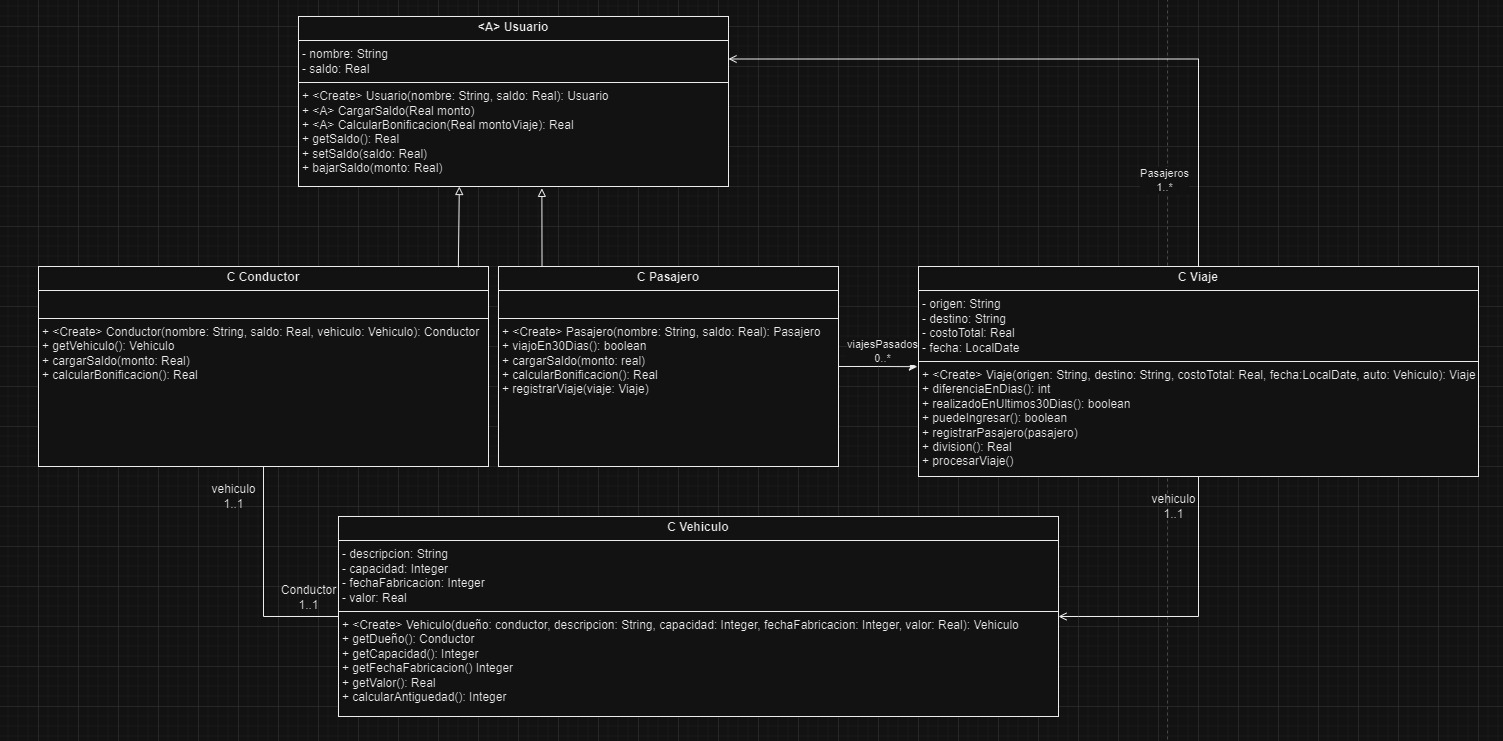 <A> Usuario
- nombre: String
- saldo: Real
+ <Create> Usuario(nombre: String, saldo: Real): Usuario
+ <A> CargarSaldo(Real monto)
+ <A> CalcularBonificacion(Real montoViaje): Real
+ getSaldo(): Real
+ setSaldo(saldo: Real)
+ bajarSaldo(monto: Real)
Pasajeros
1..*
C Conductor
+ <Create> Conductor(nombre: String, saldo: Real, vehiculo: Vehiculo): Conductor
+ getVehiculo(): Vehiculo
+ cargarSaldo(monto: Real)
+ calcularBonificacion(): Real
C Pasajero
+ <Create> Pasajero(nombre: String, saldo: Real): Pasajero
+ viajoEn30Dias(): boolean
+ cargarSaldo(monto: real)
+ calcularBonificacion(): Real
+ registrarViaje(viaje: Viaje)
viajesPasados
0..*
C Viaje
- origen: String
- destino: String
- costoTotal: Real
- fecha: LocalDate
+ <Create> Viaje(origen: String, destino: String, costoTotal: Real, fecha:LocalDate, auto: Vehiculo): Viaje
+ diferenciaEnDias(): int
+ realizadoEnUltimos30Dias(): boolean
+ puedeIngresar(): boolean
+ registrarPasajero(pasajero)
+ division(): Real
+ procesarViaje()
vehiculo
1..1
Conductor
1..1
vehiculo
1..1
C Vehiculo
- descripcion: String
- capacidad: Integer
- fechaFabricacion: Integer
- valor: Real
+ <Create> Vehiculo(dueño: conductor, descripcion: String, capacidad: Integer, fechaFabricacion: Integer, valor: Real): Vehiculo
+ getDueño(): Conductor
+ getCapacidad(): Integer
+ getFechaFabricacion() Integer
+ getValor(): Real
+ calcularAntiguedad(): Integer